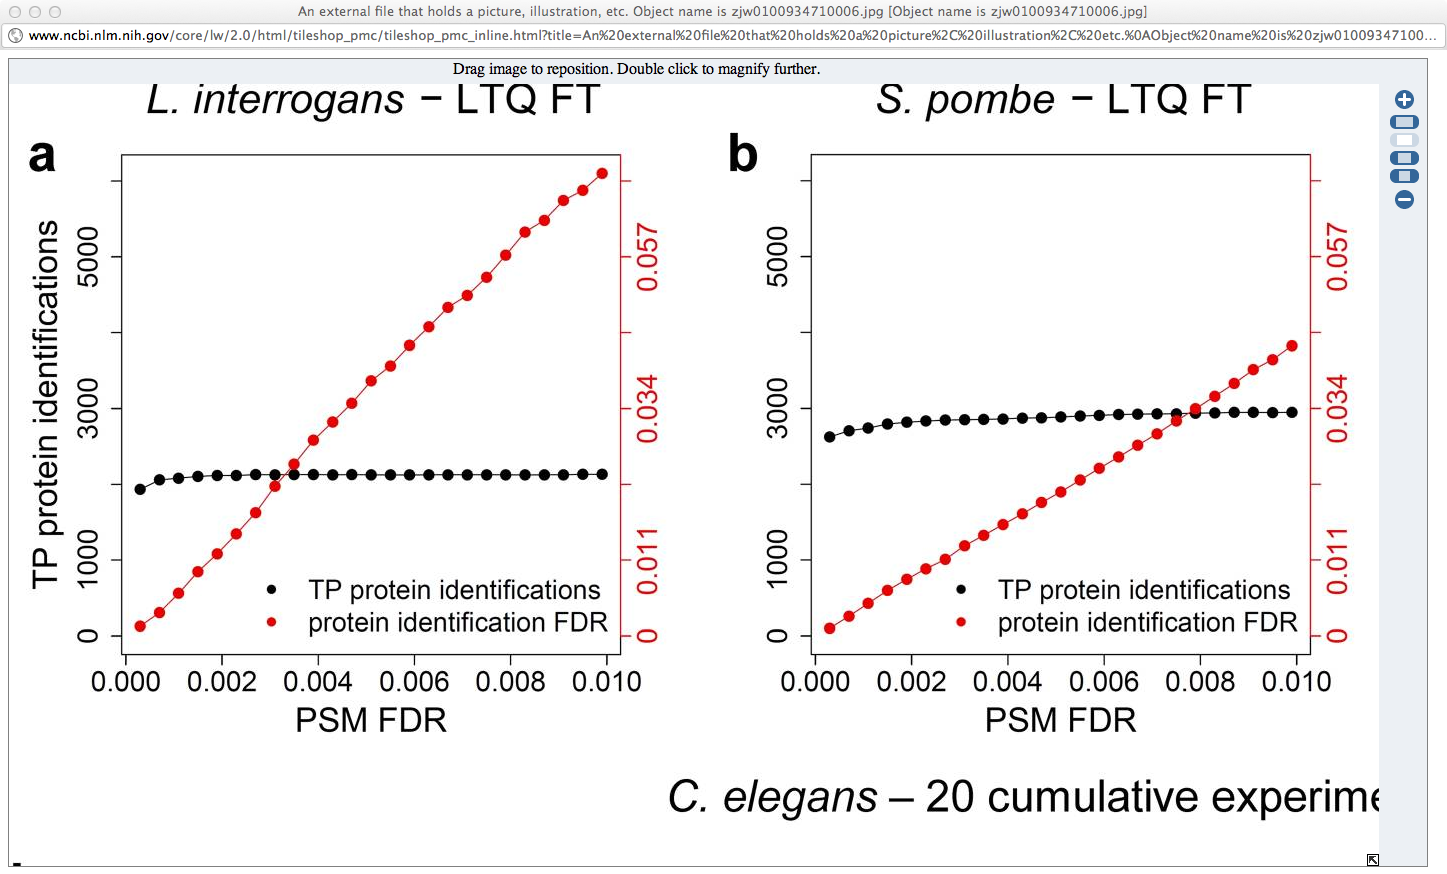 An external file that holds a picture, illustration, etc. Object name is zjw0100934710006.jpg [Object name is zjw0100934710006.jpg]
www.ncbi.nlm.nih.gov/core/lw/2.0/html/tileshop_pmc/tileshop_pmc_inline.html?title=An%20external%20file%20that%20holds%20a%20picture%2C%20illustration%2C%20etc.%0AObject%20name%20is%20zjw01009347100...
Drag image to reposition. Double click to magnify further.
L. interrogans − LTQ FT
a
TP protein identifications
5000
3000
1000
0
0.057
0.034
0.011
0
TP protein identifications
protein identification FDR
0.000 0.002 0.004 0.006 0.008 0.010
PSM FDR
S. pombe − LTQ FT
b
5000
3000
1000
0
0.057
0.034
0.011
0
TP protein identifications
protein identification FDR
0.000 0.002 0.004 0.006 0.008 0.010
PSM FDR
C. elegans – 20 cumulative experime